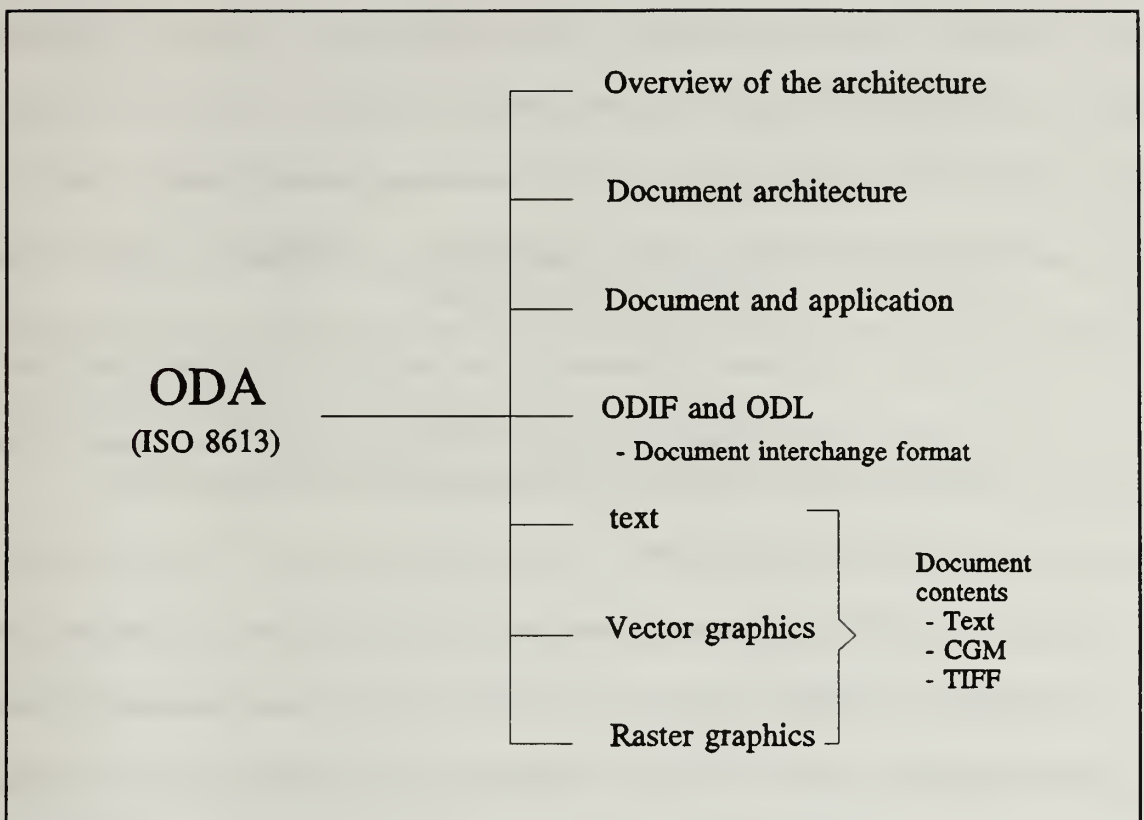 Overview of the architecture
Document architecture
Document and application
ODA
(ISO 8613)
ODIF and ODL
- Document interchange format
text
Vector graphics
Raster graphics
Document
contents
- Text
- CGM
- TIFF